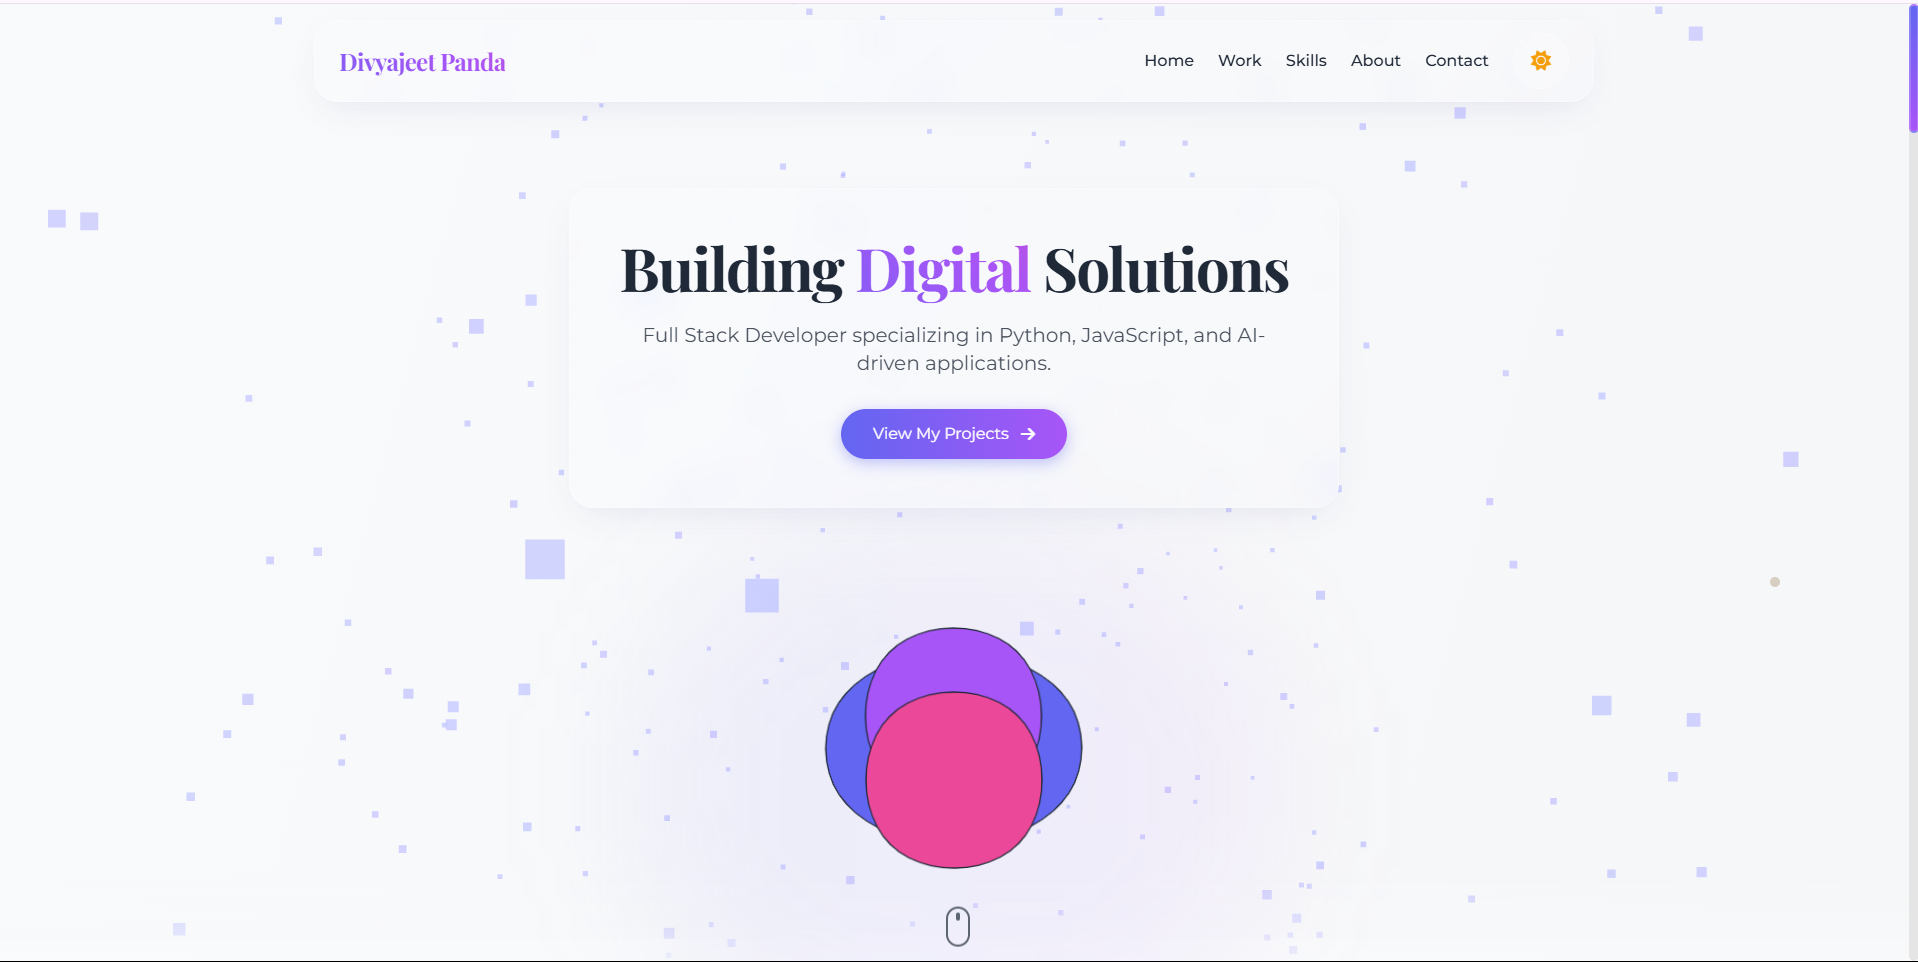 Divyajeet Panda
Home Work Skills About Contact
Building Digital Solutions
Full Stack Developer specializing in Python, JavaScript, and AI-
driven applications.
View My Projects